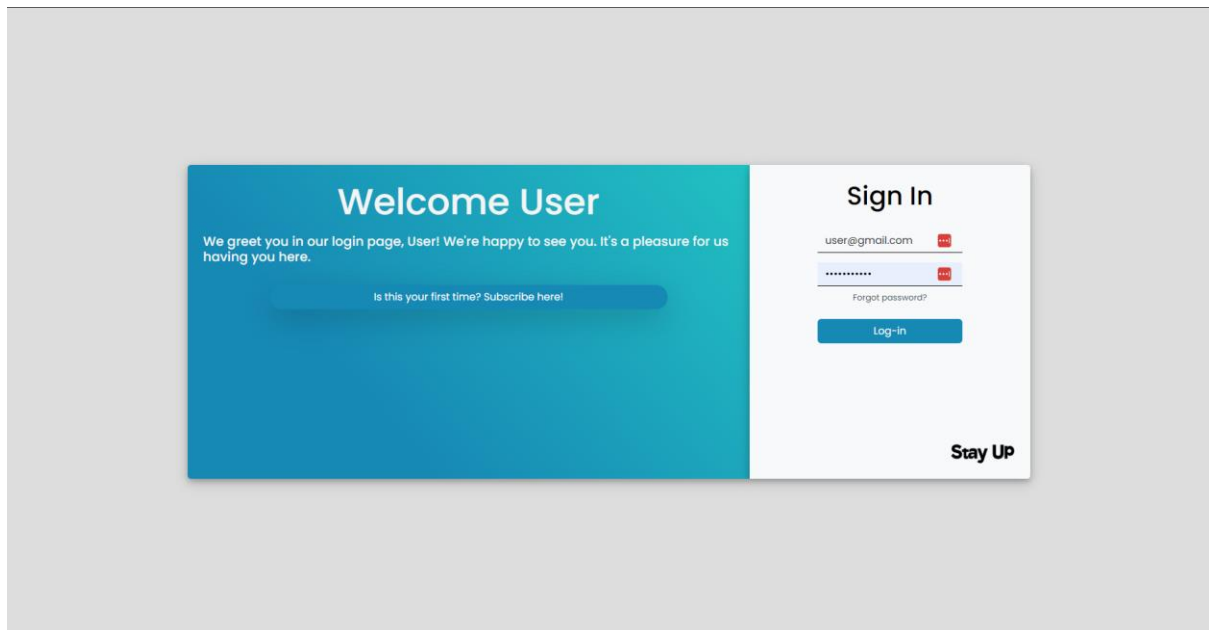 Welcome User
We greet you in our login page, User! We're happy to see you. It's a pleasure for us
having you here.
Is this your first time? Subscribe here!
Sign In
user@gmail.com
Forgot password?
Log-in
Stay UP